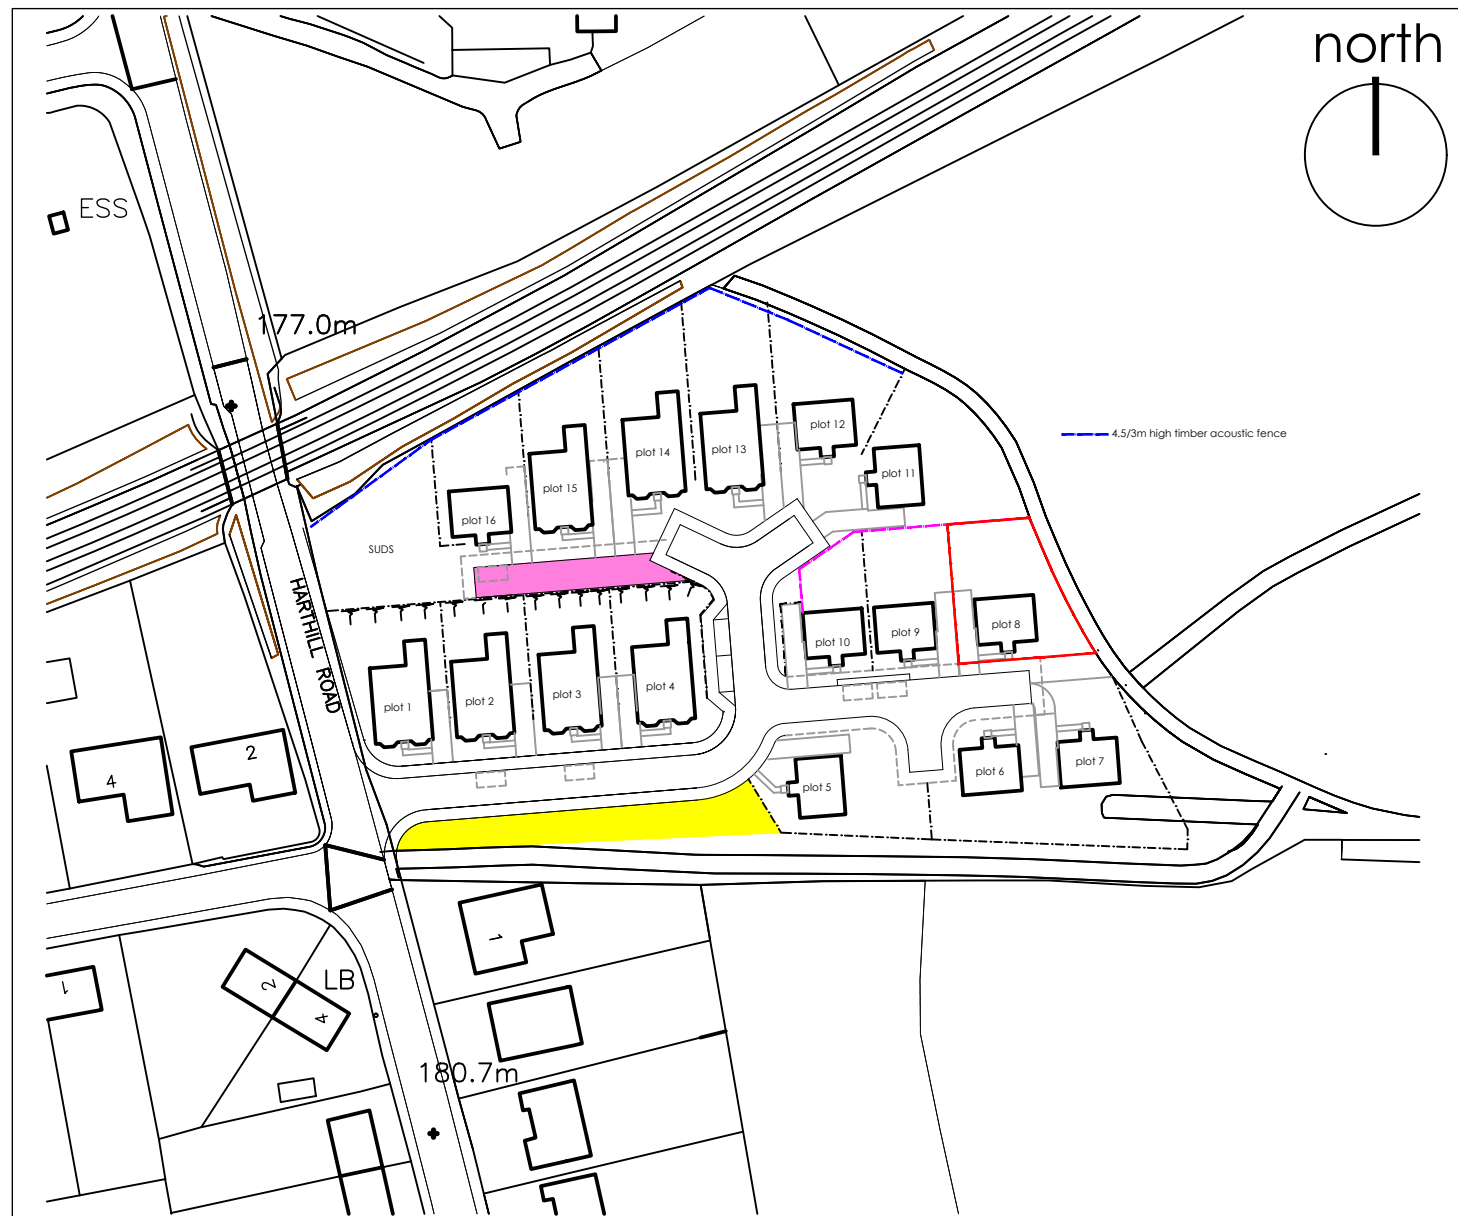 north
ESS
177.0m
plot 12
4.5/3m high timber acoustic fence
plot 13
plot 14
plot 11
plot 15
plot 16
SUDS
HARTHILL ROAD
plot 8
plot 9
plot 10
plot 4
plot 3
plot 2
plot 1
2
4
plot 7
plot 6
plot 5
1
LB
2
4
1
180.7m